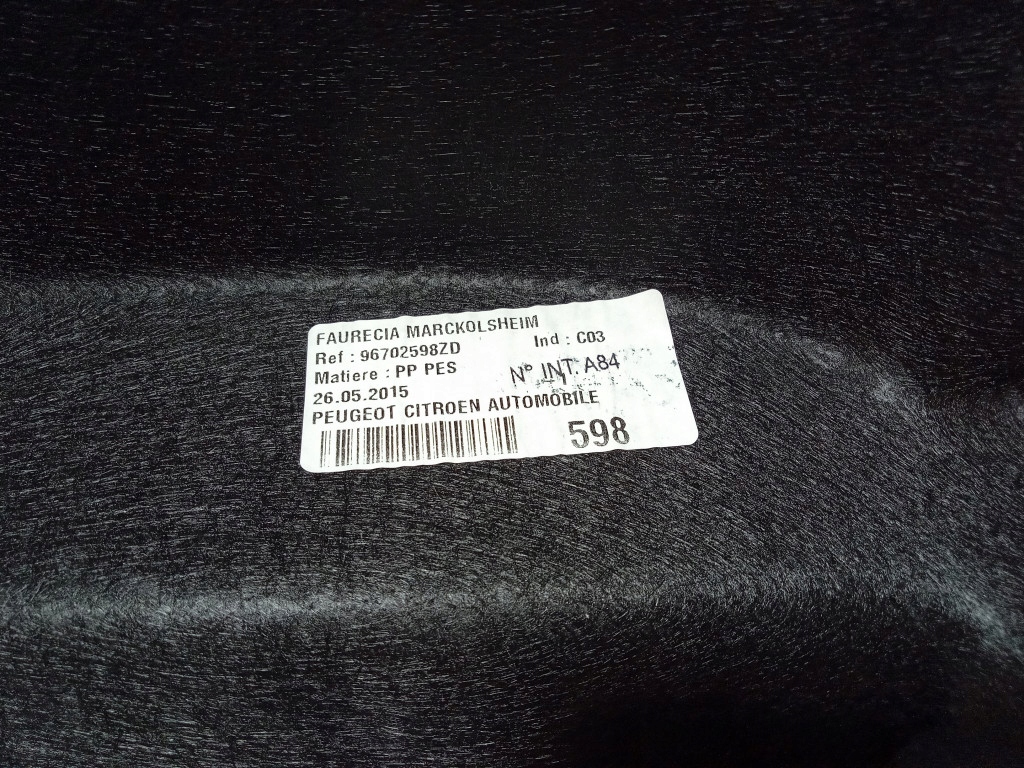 FAURECIA MARCKOLSHEIM
Ref : 96702598ZD Ind : C03
Matiere : PP PES N° INT. A84
26.05.2015
PEUGEOT CITROEN AUTOMOBILE
598